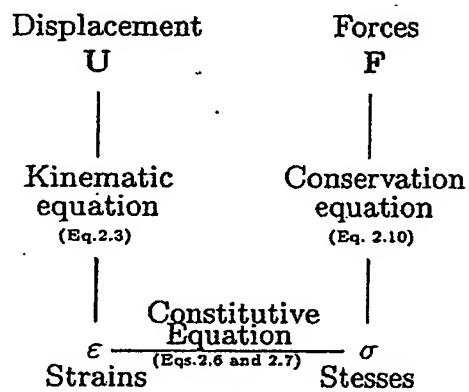 Displacement Forces
U F
Kinematic Conservation
equation equation
(Eq.2.3) (Eq. 2.10)
Constitutive
Equation
ε (Eqs.2.6 and 2.7) σ
Strains Stesses